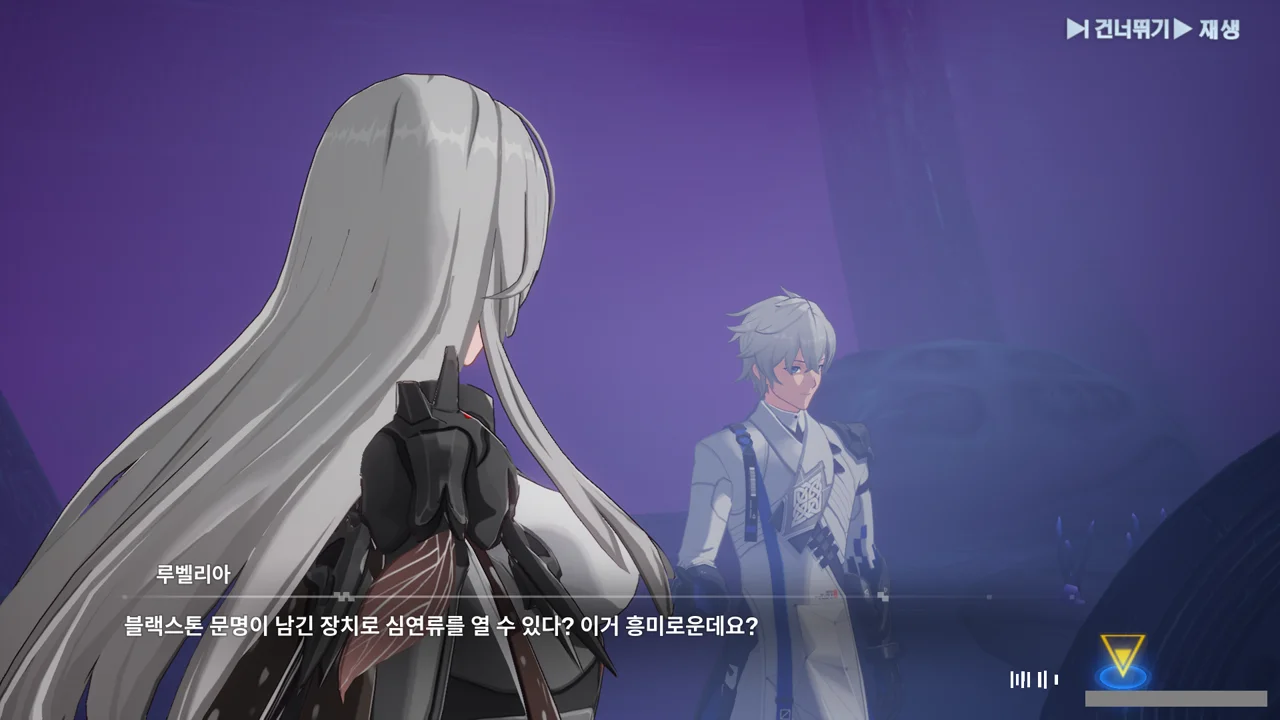 건너뛰기 재생
루벨리아
블랙스톤 문명이 남긴 장치로 심연류를 열 수 있다? 이거 흥미로운데요?